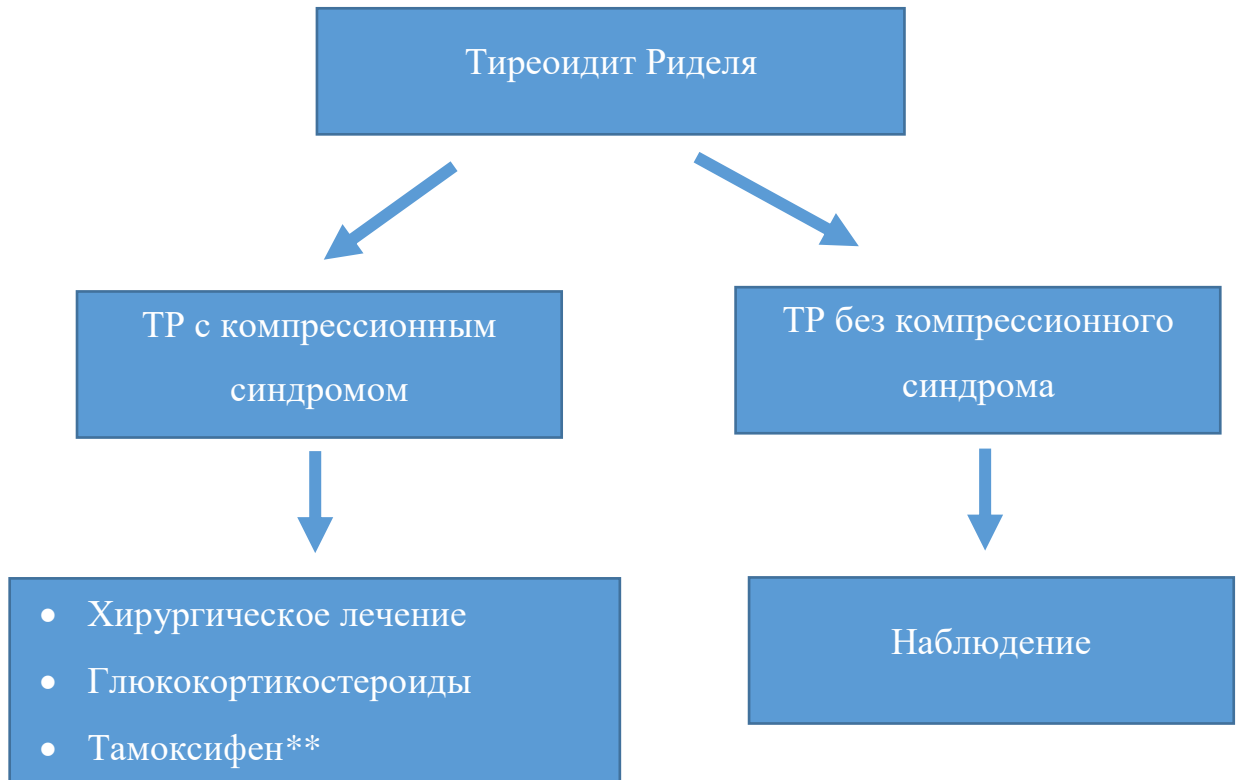 Тиреоидит Риделя
ТР с компрессионным
синдромом
ТР без компрессионного
синдрома
• Хирургическое лечение
• Глюкокортикостероиды
• Тамоксифен**
Наблюдение